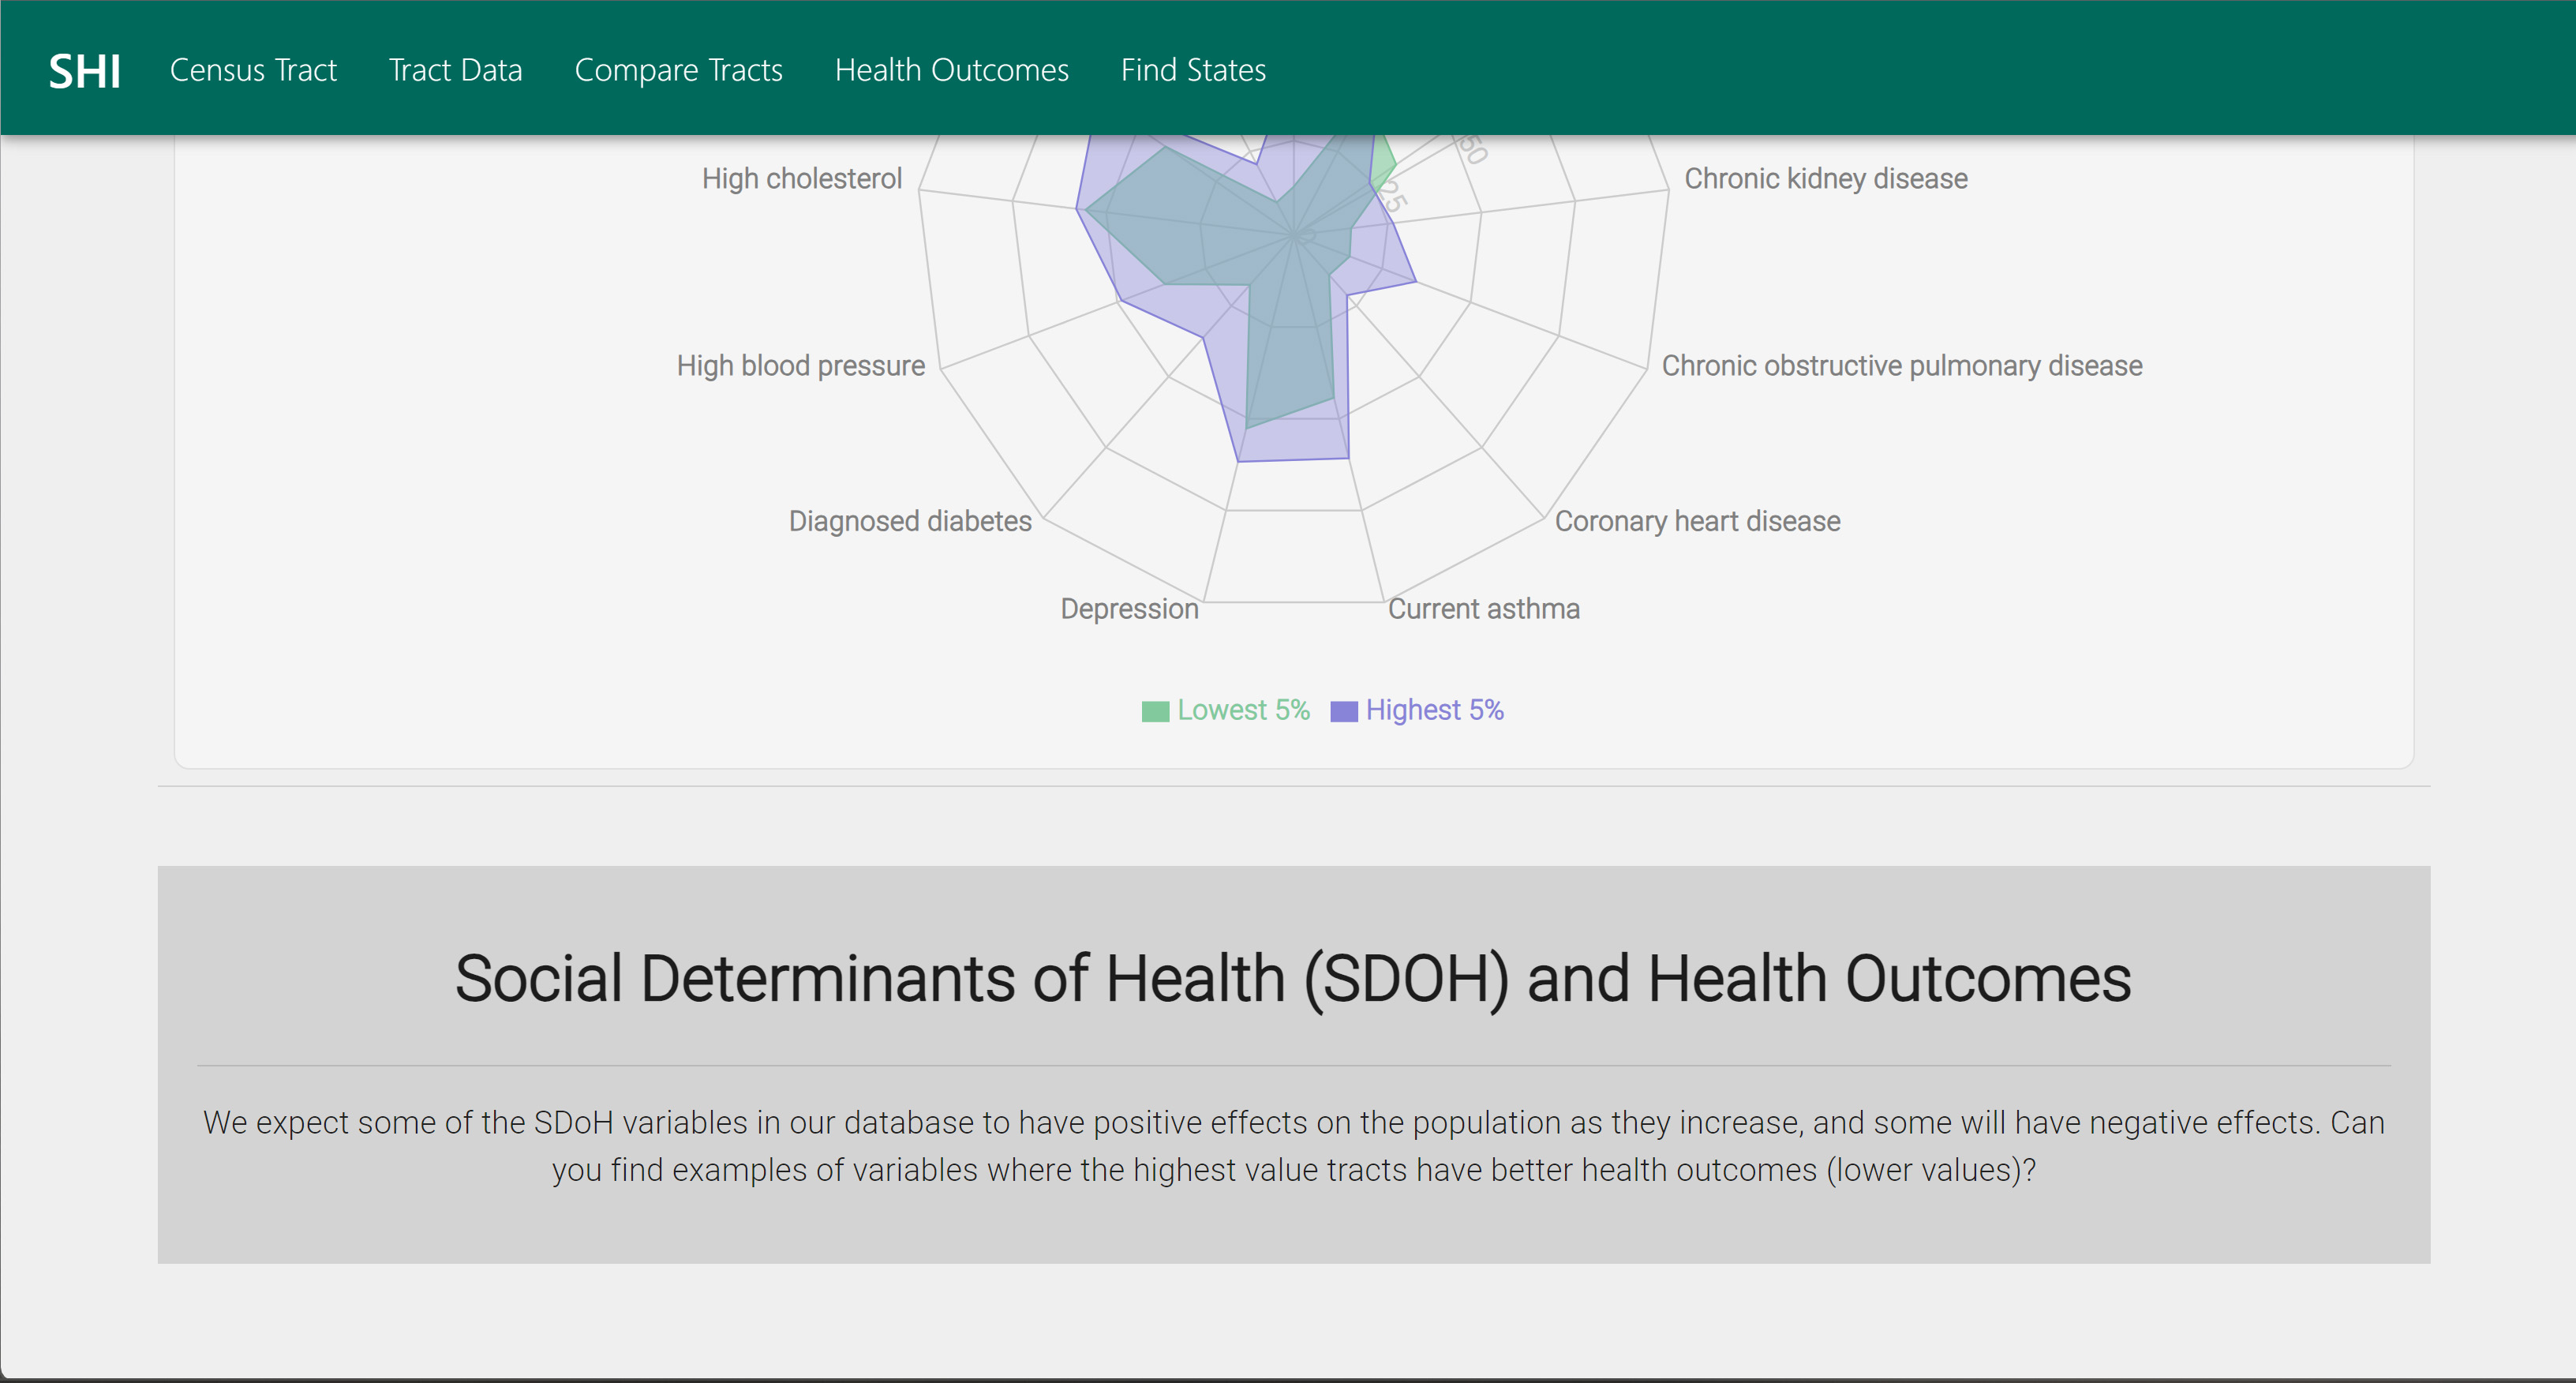 SHI Census Tract Tract Data Compare Tracts Health Outcomes Find States
50
High cholesterol
Chronic kidney disease
25
0
High blood pressure
Chronic obstructive pulmonary disease
Diagnosed diabetes
Coronary heart disease
Depression
Current asthma
Lowest 5% Highest 5%
Social Determinants of Health (SDOH) and Health Outcomes
We expect some of the SDoH variables in our database to have positive effects on the population as they increase, and some will have negative effects. Can
you find examples of variables where the highest value tracts have better health outcomes (lower values)?